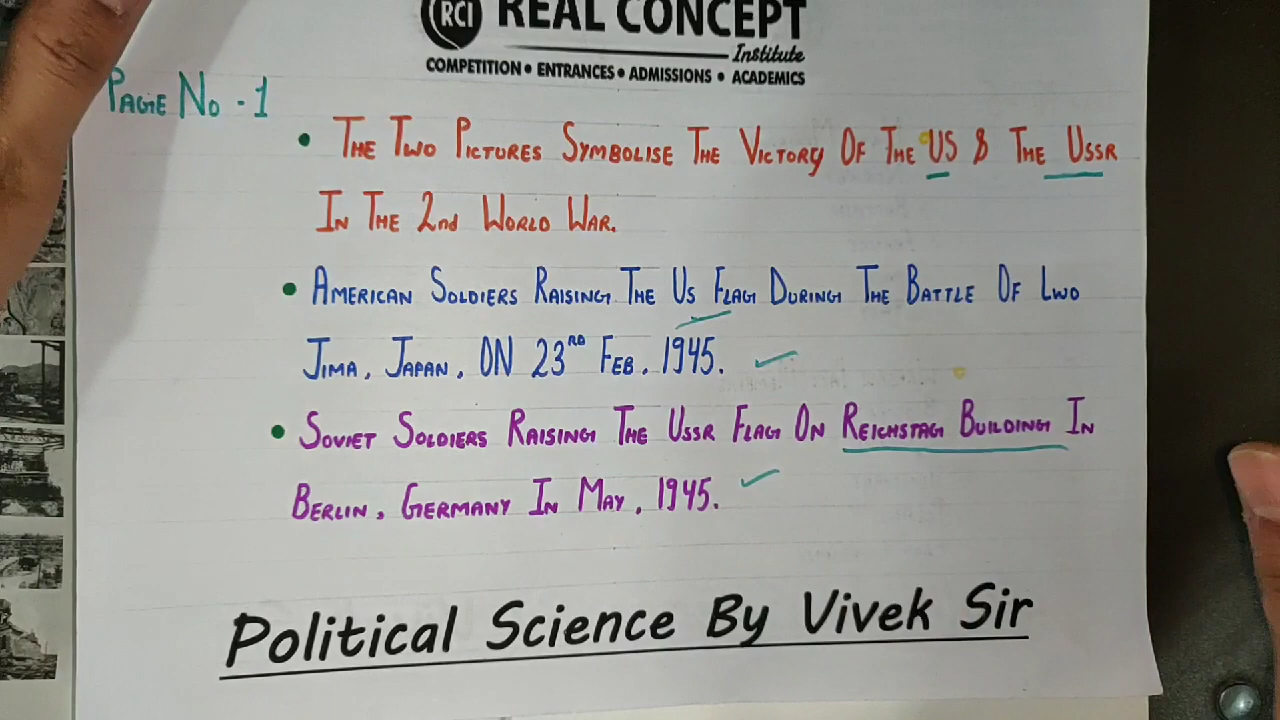 RCI REAL CONCEPT
Institute
COMPETITION • ENTRANCES • ADMISSIONS • ACADEMICS
PAGE NO - 1
• THE TWO PICTURES SYMBOLISE THE VICTORY OF THE US & THE USSR
IN THE 2nd WORLD WAR.
• AMERICAN SOLDIERS RAISING THE US FLAG DURING THE BATTLE OF LWO
JIMA, JAPAN, ON 23RD FEB, 1945.
• SOVIET SOLDIERS RAISING THE USSR FLAG ON REICHSTAG BUILDING IN
BERLIN, GERMANY IN MAY, 1945.
Political Science By Vivek Sir